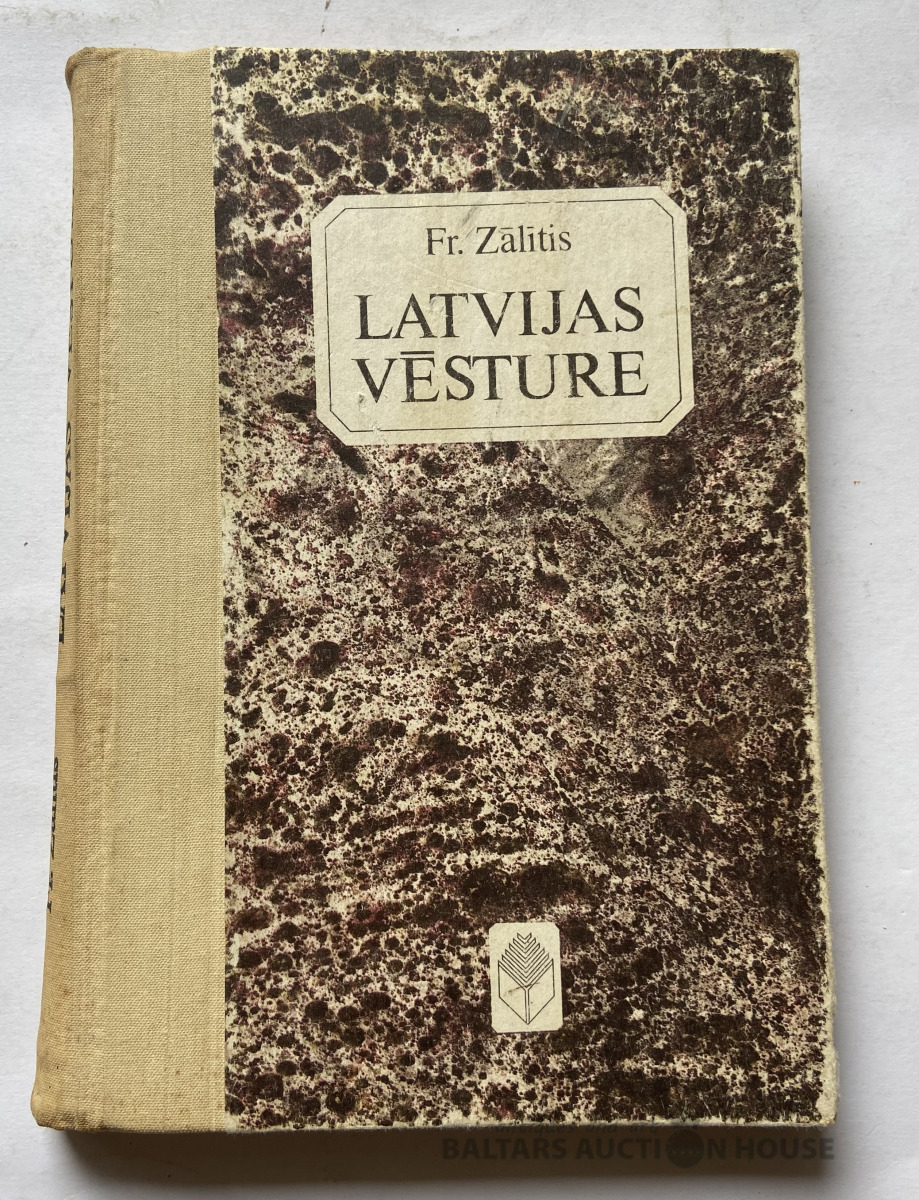 Fr. Zālītis
LATVIJAS
VĒSTURE
BALTARS AUCTION HOUSE